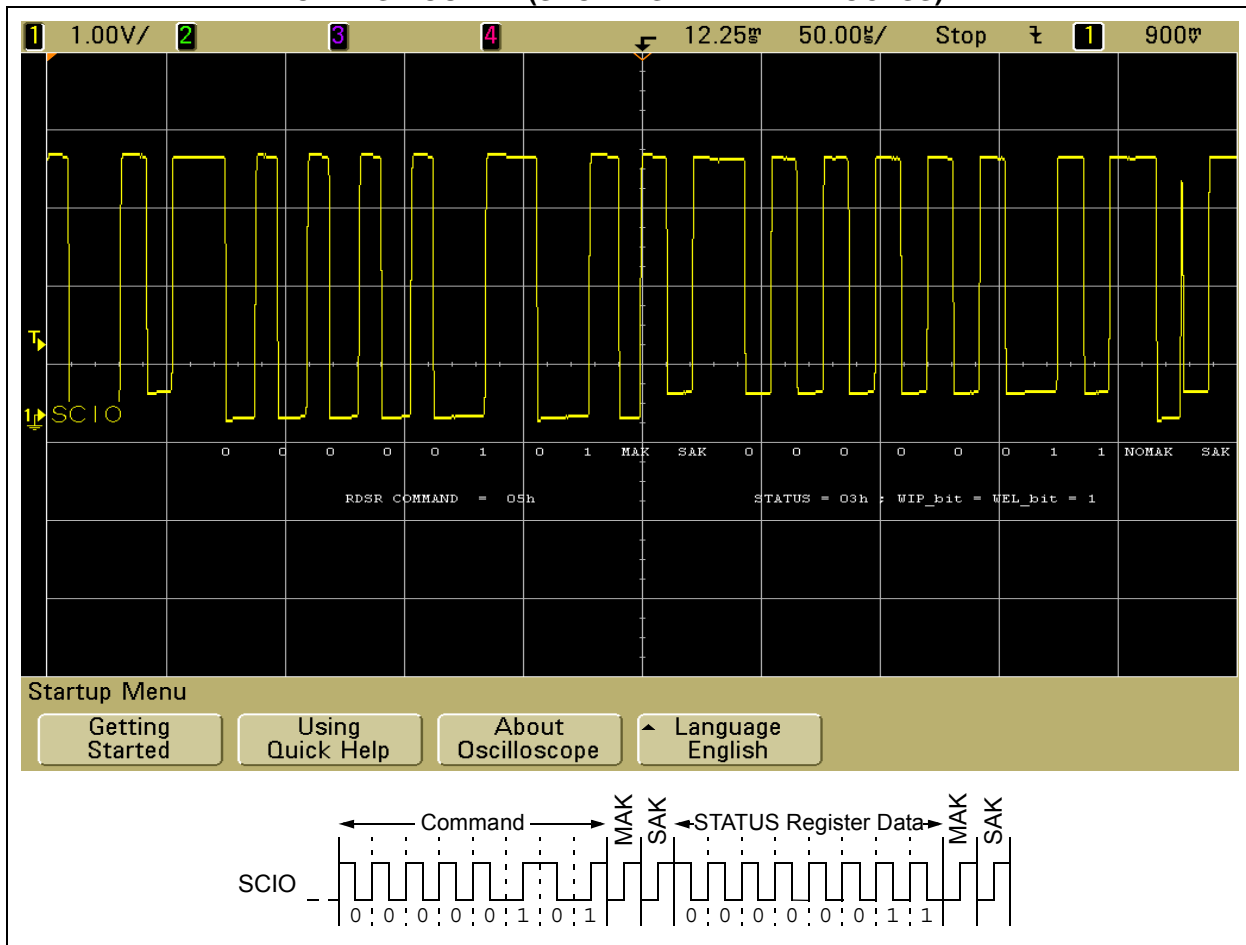 1 1.00V/ 2 3 4 12.25ms 50.00us/ Stop 1 900mV
T
1 SCIO
0 0 0 0 0 1 0 1 MAK SAK 0 0 0 0 0 0 1 1 NOMAK SAK
RDSR COMMAND = 05h STATUS = 03h ; WIP_bit = WEL_bit = 1
Startup Menu
Getting Started
Using Quick Help
About Oscilloscope
Language English
Command MAK SAK STATUS Register Data MAK SAK
SCIO
0 0 0 0 0 1 0 1 0 0 0 0 0 0 1 1